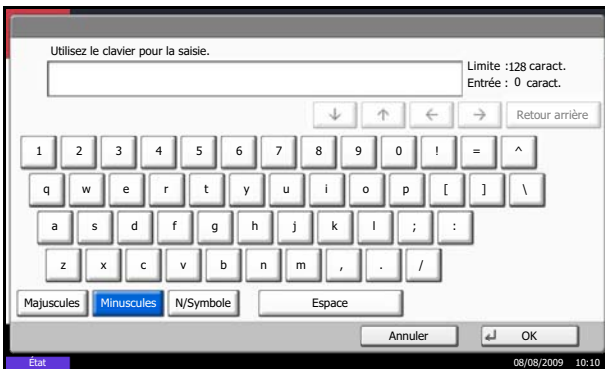 Utilisez le clavier pour la saisie.
Limite :128 caract.
Entrée : 0 caract.
↓ ↑ ← → Retour arrière
1 2 3 4 5 6 7 8 9 0 ! = ^
q w e r t y u i o p [ ] \
a s d f g h j k l ; :
z x c v b n m , . /
Majuscules Minuscules N/Symbole Espace
Annuler OK
État 08/08/2009 10:10